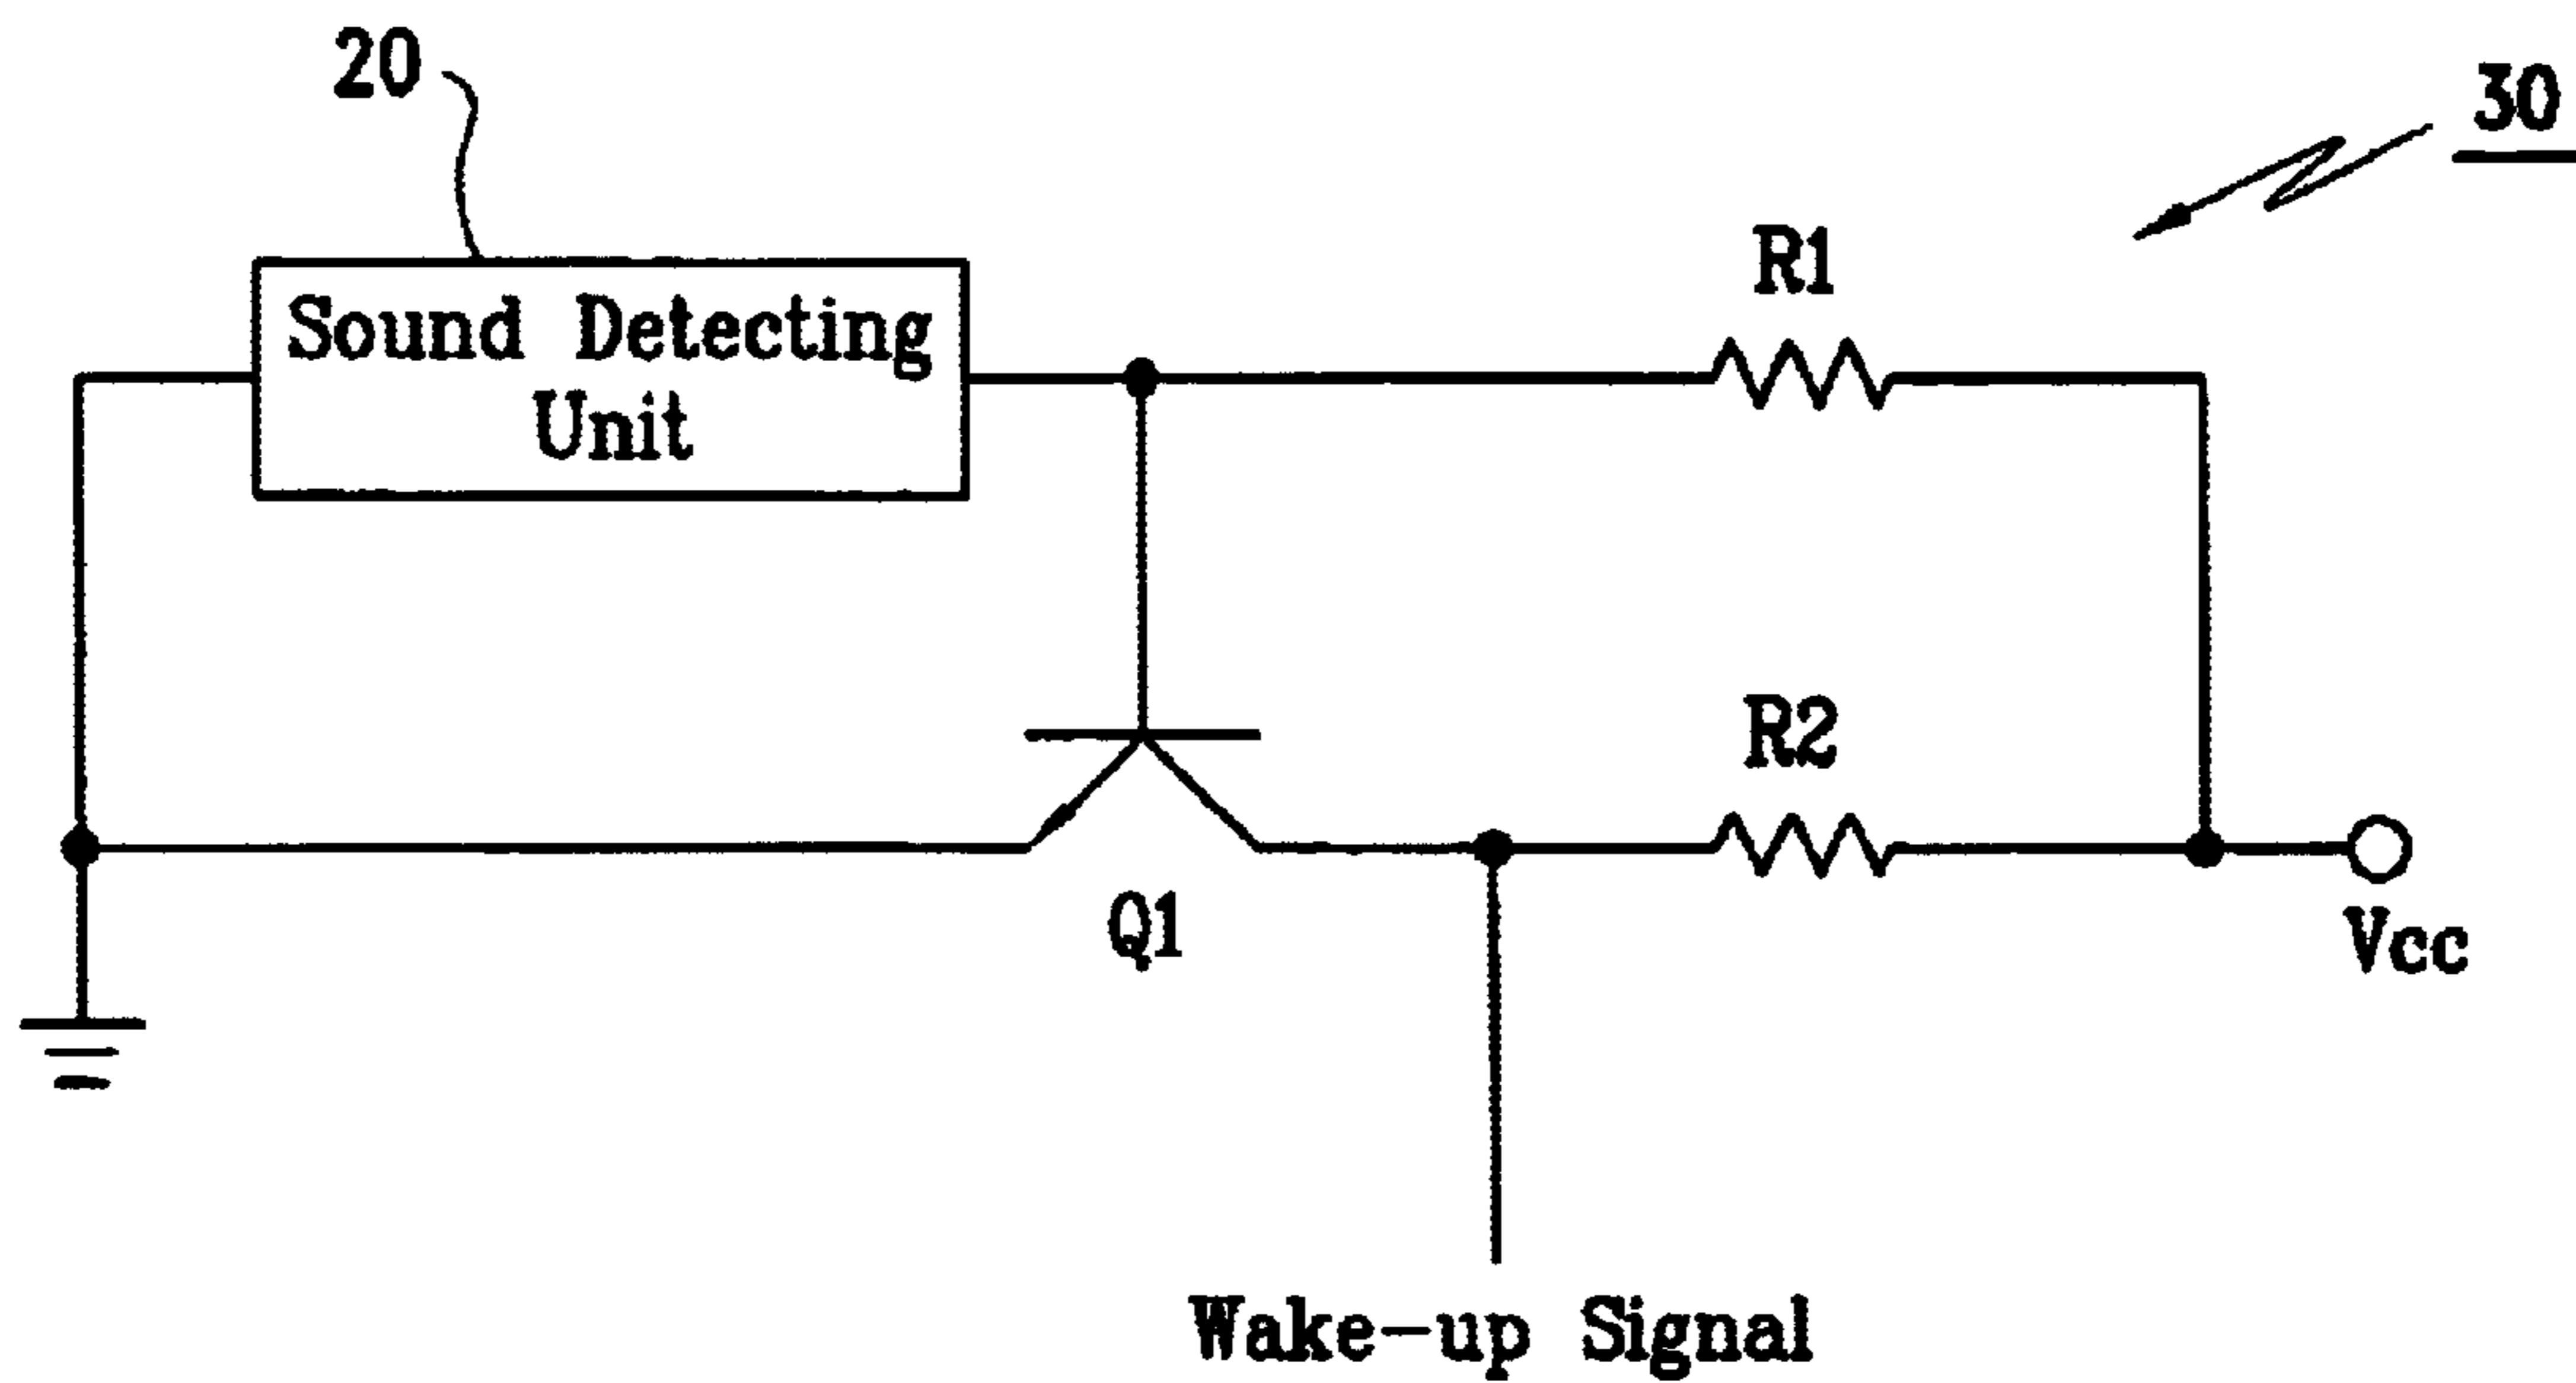 20
30
R1
Sound Detecting
Unit
R2
Q1
Vcc
Wake-up Signal